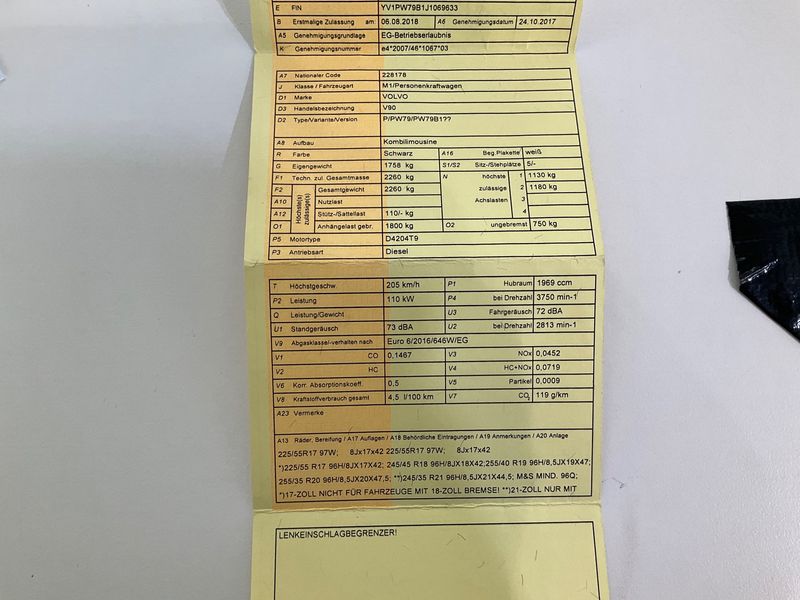 E FIN YV1PW79B1J1069633
B Erstmalige Zulassung am 06.08.2018 A6 Genehmigungsdatum 24.10.2017
A5 Genehmigungsgrundlage EG-Betriebserlaubnis
K Genehmigungsnummer e4*2007/46*1067*03
A7 Nationaler Code 228178
J Klasse / Fahrzeugart M1/Personenkraftwagen
D1 Marke VOLVO
D3 Handelsbezeichnung V90
D2 Type/Variante/Version P/PW79/PW79B1??
A8 Aufbau Kombilimousine
R Farbe Schwarz A16 Beg.Plakette weiß
G Eigengewicht 1758 kg S1/S2 Sitz-/Stehplätze 5/-
F1 Techn. zul. Gesamtmasse 2260 kg N höchste 1 1130 kg
F2 Höchste(s) zulässige(s) Gesamtgewicht 2260 kg zulässige 2 1180 kg
A10 Nutzlast Achslasten 3
A12 Stütz-/Sattellast 110/- kg 4
O1 Anhängelast gebr. 1800 kg O2 ungebremst 750 kg
P5 Motortype D4204T9
P3 Antriebsart Diesel
T Höchstgeschw. 205 km/h P1 Hubraum 1969 ccm
P2 Leistung 110 kW P4 bei Drehzahl 3750 min-1
Q Leistung/Gewicht U3 Fahrgeräusch 72 dBA
U1 Standgeräusch 73 dBA U2 bei Drehzahl 2813 min-1
V9 Abgasklasse/-verhalten nach Euro 6/2016/646W/EG
V1 CO 0,1467 V3 NOx 0,0452
V2 HC V4 HC+NOx 0,0719
V6 Korr. Absorptionskoeff. 0,5 V5 Partikel 0,0009
V8 Kraftstoffverbrauch gesamt 4,5 l/100 km V7 CO2 119 g/km
A23 Vermerke
A13 Räder, Bereifung / A17 Auflagen / A18 Behördliche Eintragungen / A19 Anmerkungen / A20 Anlage
225/55R17 97W; 8Jx17x42 225/55R17 97W; 8Jx17x42
*)225/55 R17 96H/8JX17X42; 245/45 R18 96H/8JX18X42;255/40 R19 96H/8,5JX19X47;
255/35 R20 96H/8,5JX20X47,5; **)245/35 R21 96H/8,5JX21X44,5; M&S MIND. 96Q;
*)17-ZOLL NICHT FÜR FAHRZEUGE MIT 18-ZOLL BREMSE! **)21-ZOLL NUR MIT
LENKEINSCHLAGBEGRENZER!